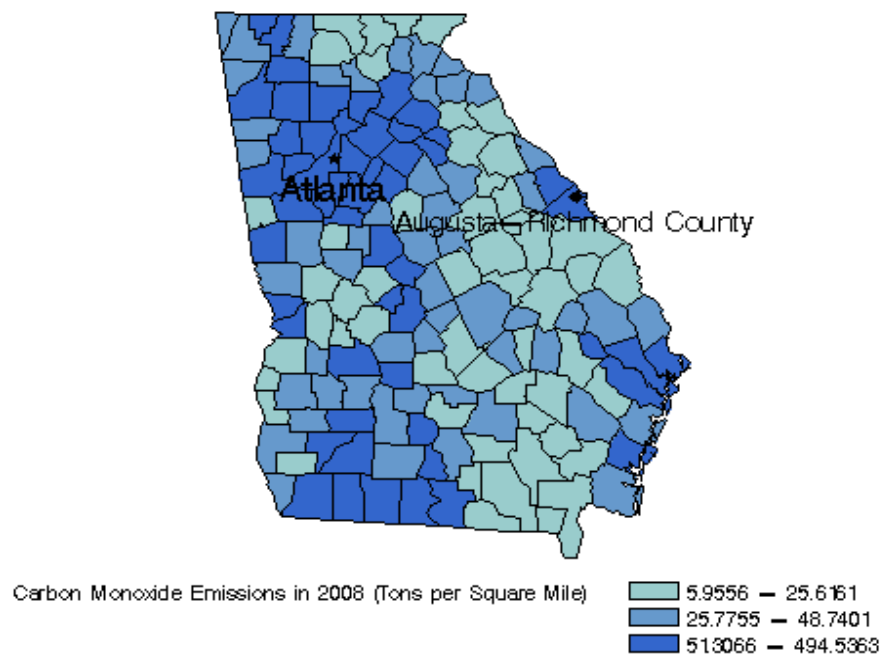 Atlanta
Augusta— Richmond County
Carbon Monoxide Emissions in 2008 (Tons per Square Mile)
5.9556 — 25.6161
25.7755 — 48.7401
513066 — 494.5363